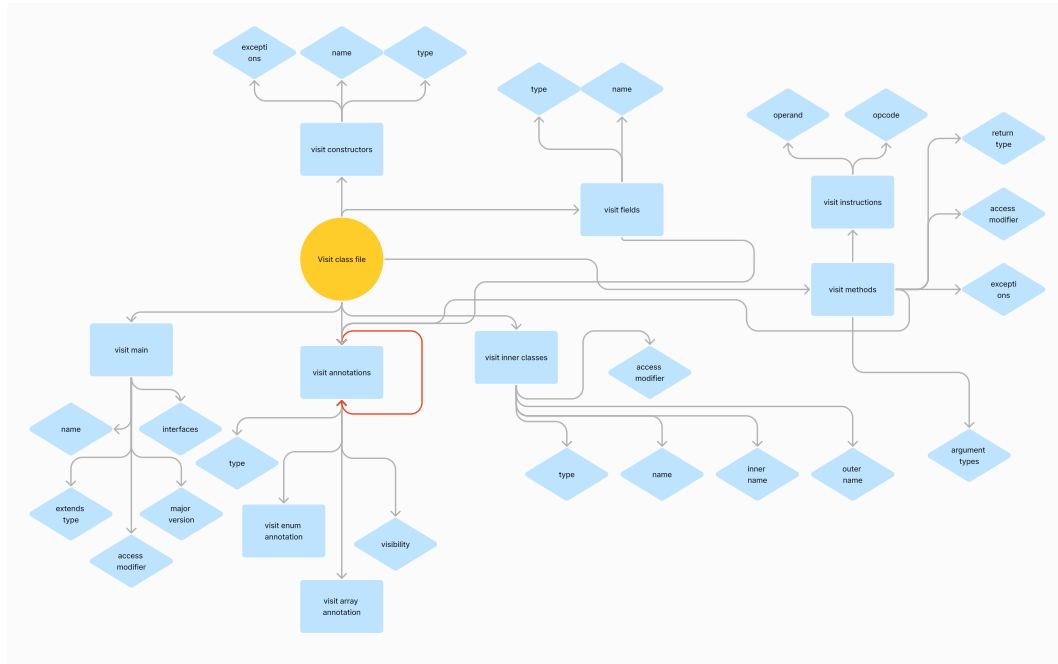 excepti
ons
name
type
type
name
operand
opcode
return
type
visit constructors
access
modifier
visit instructions
visit fields
Visit class file
visit methods
excepti
ons
visit main
visit annotations
visit inner classes
access
modifier
name
interfaces
type
argument
types
type
name
inner
name
outer
name
extends
type
major
version
visit enum
annotation
visibility
access
modifier
visit array
annotation